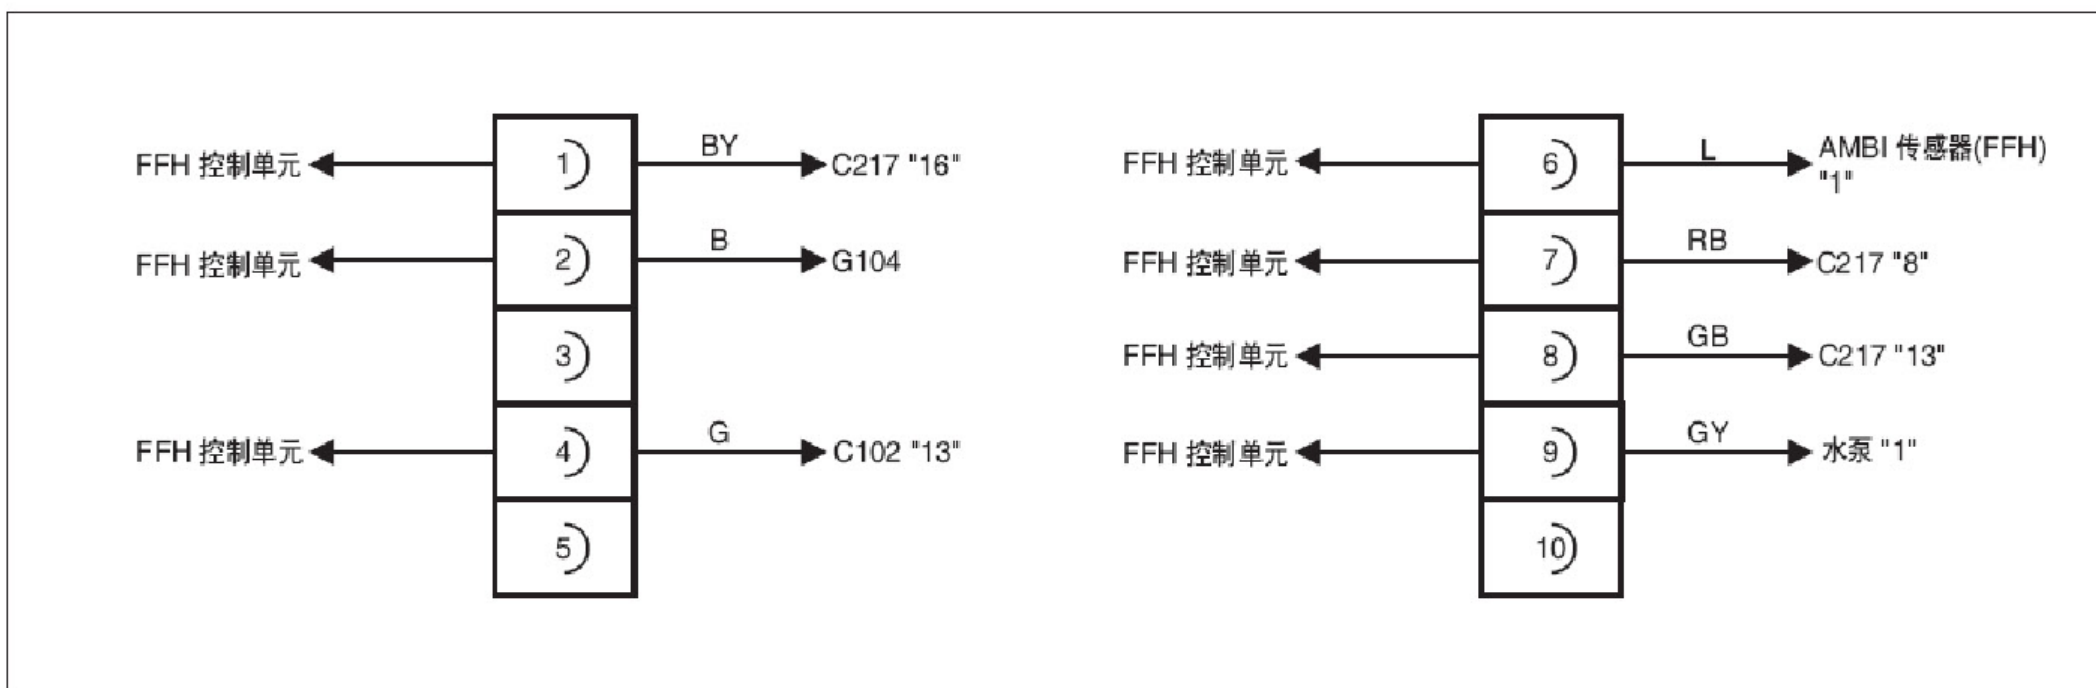 FFH 控制单元 1 BY C217 "16"
FFH 控制单元 2 B G104
3
FFH 控制单元 4 G C102 "13"
5
FFH 控制单元 6 L AMBI 传感器(FFH)
"1"
FFH 控制单元 7 RB C217 "8"
FFH 控制单元 8 GB C217 "13"
FFH 控制单元 9 GY 水泵 "1"
10